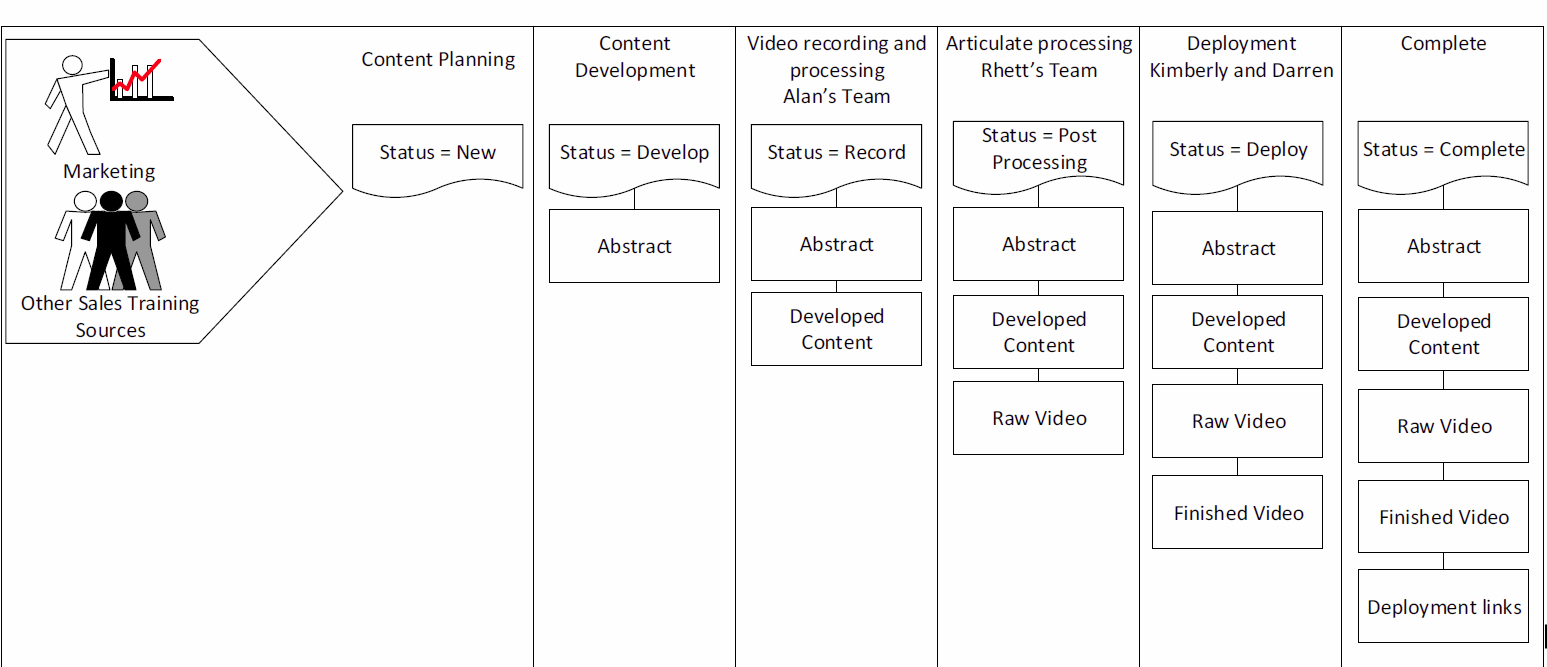 Marketing
Other Sales Training
Sources
Content Planning
Status = New
Content
Development
Status = Develop
Abstract
Video recording and
processing
Alan's Team
Status = Record
Abstract
Developed
Content
Articulate processing
Rhett's Team
Status = Post
Processing
Abstract
Developed
Content
Raw Video
Deployment
Kimberly and Darren
Status = Deploy
Abstract
Developed
Content
Raw Video
Finished Video
Complete
Status = Complete
Abstract
Developed
Content
Raw Video
Finished Video
Deployment links